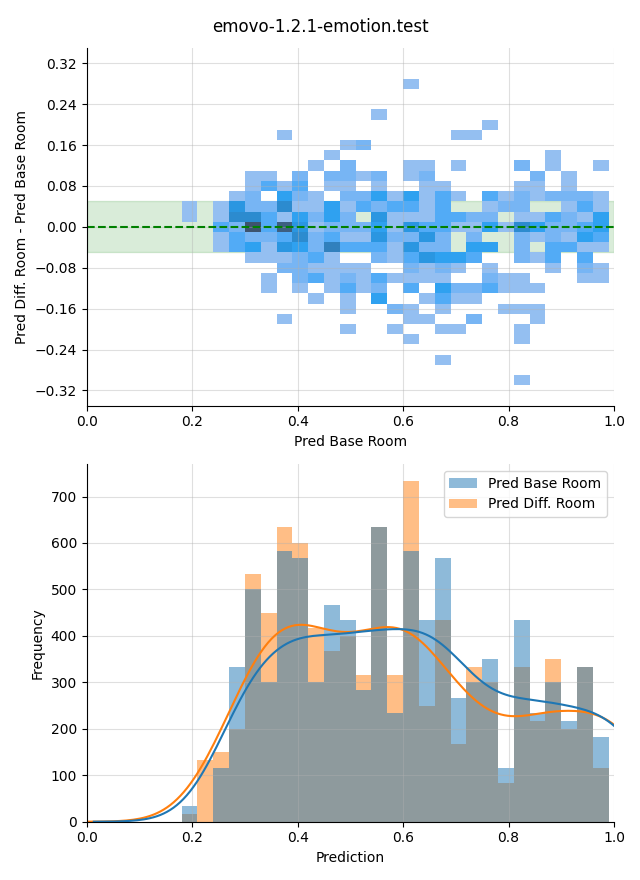 emovo-1.2.1-emotion.test
0.32
0.24
0.16
0.08
0.00
−0.08
−0.16
−0.24
−0.32
Pred Diff. Room - Pred Base Room
0.0 0.2 0.4 0.6 0.8 1.0
Pred Base Room
Pred Base Room
Pred Diff. Room
700
600
500
400
300
200
100
0
Frequency
0.0 0.2 0.4 0.6 0.8 1.0
Prediction